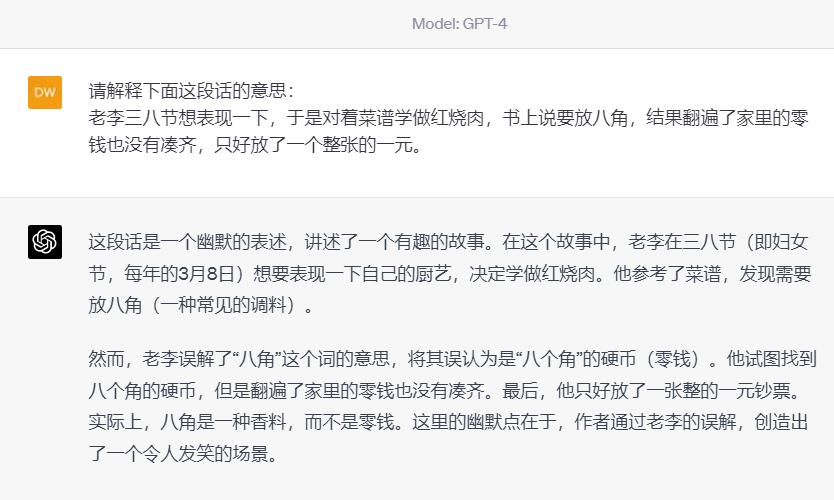 Model: GPT-4
DW
请解释下面这段话的意思：
老李三八节想表现一下，于是对着菜谱学做红烧肉，书上说要放八角，结果翻遍了家里的零
钱也没有凑齐，只好放了一个整张的一元。
这段话是一个幽默的表述，讲述了一个有趣的故事。在这个故事中，老李在三八节（即妇女
节，每年的3月8日）想要表现一下自己的厨艺，决定学做红烧肉。他参考了菜谱，发现需要
放八角（一种常见的调料）。
然而，老李误解了“八角”这个词的意思，将其误认为是“八个角”的硬币（零钱）。他试图找到
八个角的硬币，但是翻遍了家里的零钱也没有凑齐。最后，他只好放了一张整的一元钞票。
实际上，八角是一种香料，而不是零钱。这里的幽默点在于，作者通过老李的误解，创造出
了一个令人发笑的场景。